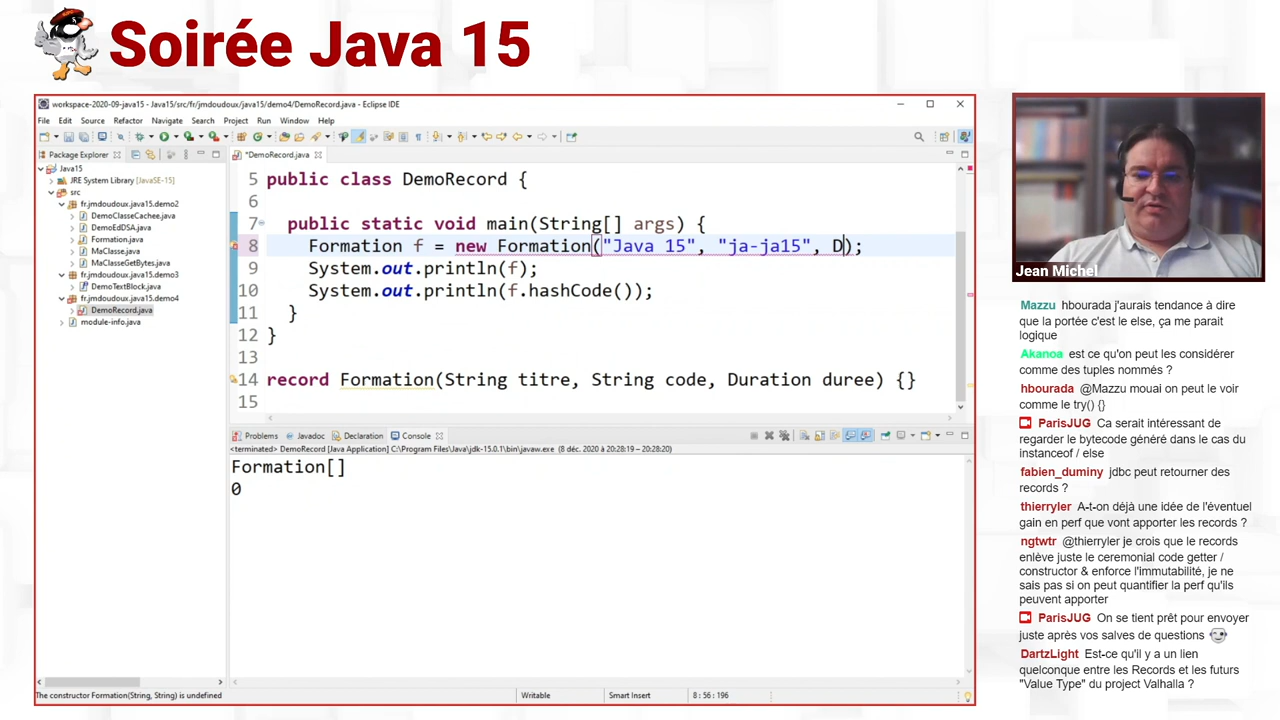 Soirée Java 15
workspace-2020-09-java15 - Java15/src/fr/jmdoudoux/java15/demo4/DemoRecord.java - Eclipse IDE
File Edit Source Refactor Navigate Search Project Run Window Help
Package Explorer
*DemoRecord.java
Java15
JRE System Library [JavaSE-15]
src
fr.jmdoudoux.java15.demo2
DemoClasseCachee.java
DemoEdDSA.java
Formation.java
MaClasse.java
MaClasseGetBytes.java
fr.jmdoudoux.java15.demo3
DemoTextBlock.java
fr.jmdoudoux.java15.demo4
DemoRecord.java
module-info.java
5 public class DemoRecord {
6
7 public static void main(String[] args) {
8 Formation f = new Formation("Java 15", "ja-ja15", D);
9 System.out.println(f);
10 System.out.println(f.hashCode());
11 }
12 }
13
14 record Formation(String titre, String code, Duration duree) {}
15
Problems Javadoc Declaration Console
<terminated> DemoRecord [Java Application] C:\Program Files\Java\jdk-15.0.1\bin\javaw.exe (8 déc. 2020 à 20:28:19 – 20:28:20)
Formation[]
0
The constructor Formation(String, String) is undefined
Writable
Smart Insert
8 : 56 : 196
Jean Michel
Mazzu hbourada j'aurais tendance à dire
que la portée c'est le else, ça me parait
logique
Akanoa est ce qu'on peut les considérer
comme des tuples nommés ?
hbourada @Mazzu mouai on peut le voir
comme le try() {}
ParisJUG Ca serait intéressant de
regarder le bytecode généré dans le cas du
instanceof / else
fabien_duminy jdbc peut retourner des
records ?
thierryler A-t-on déjà une idée de l'éventuel
gain en perf que vont apporter les records ?
ngtwtr @thierryler je crois que le records
enlève juste le ceremonial code getter /
constructor & enforce l'immutabilité, je ne
sais pas si on peut quantifier la perf qu'ils
peuvent apporter
ParisJUG On se tient prêt pour envoyer
juste après vos salves de questions
DartzLight Est-ce qu'il y a un lien
quelconque entre les Records et les futurs
"Value Type" du project Valhalla ?